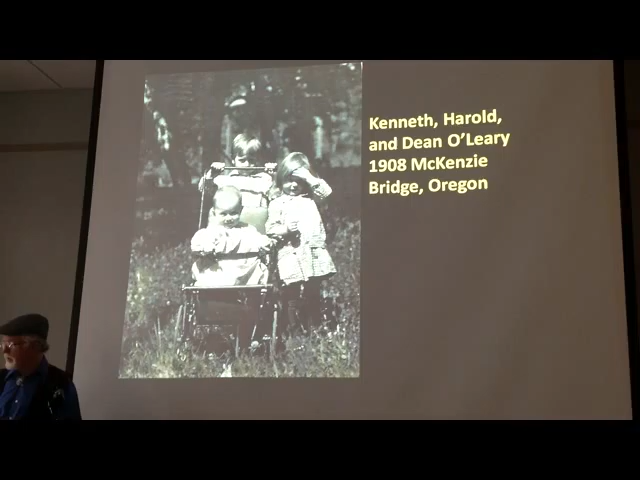 Kenneth, Harold,
and Dean O’Leary
1908 McKenzie
Bridge, Oregon